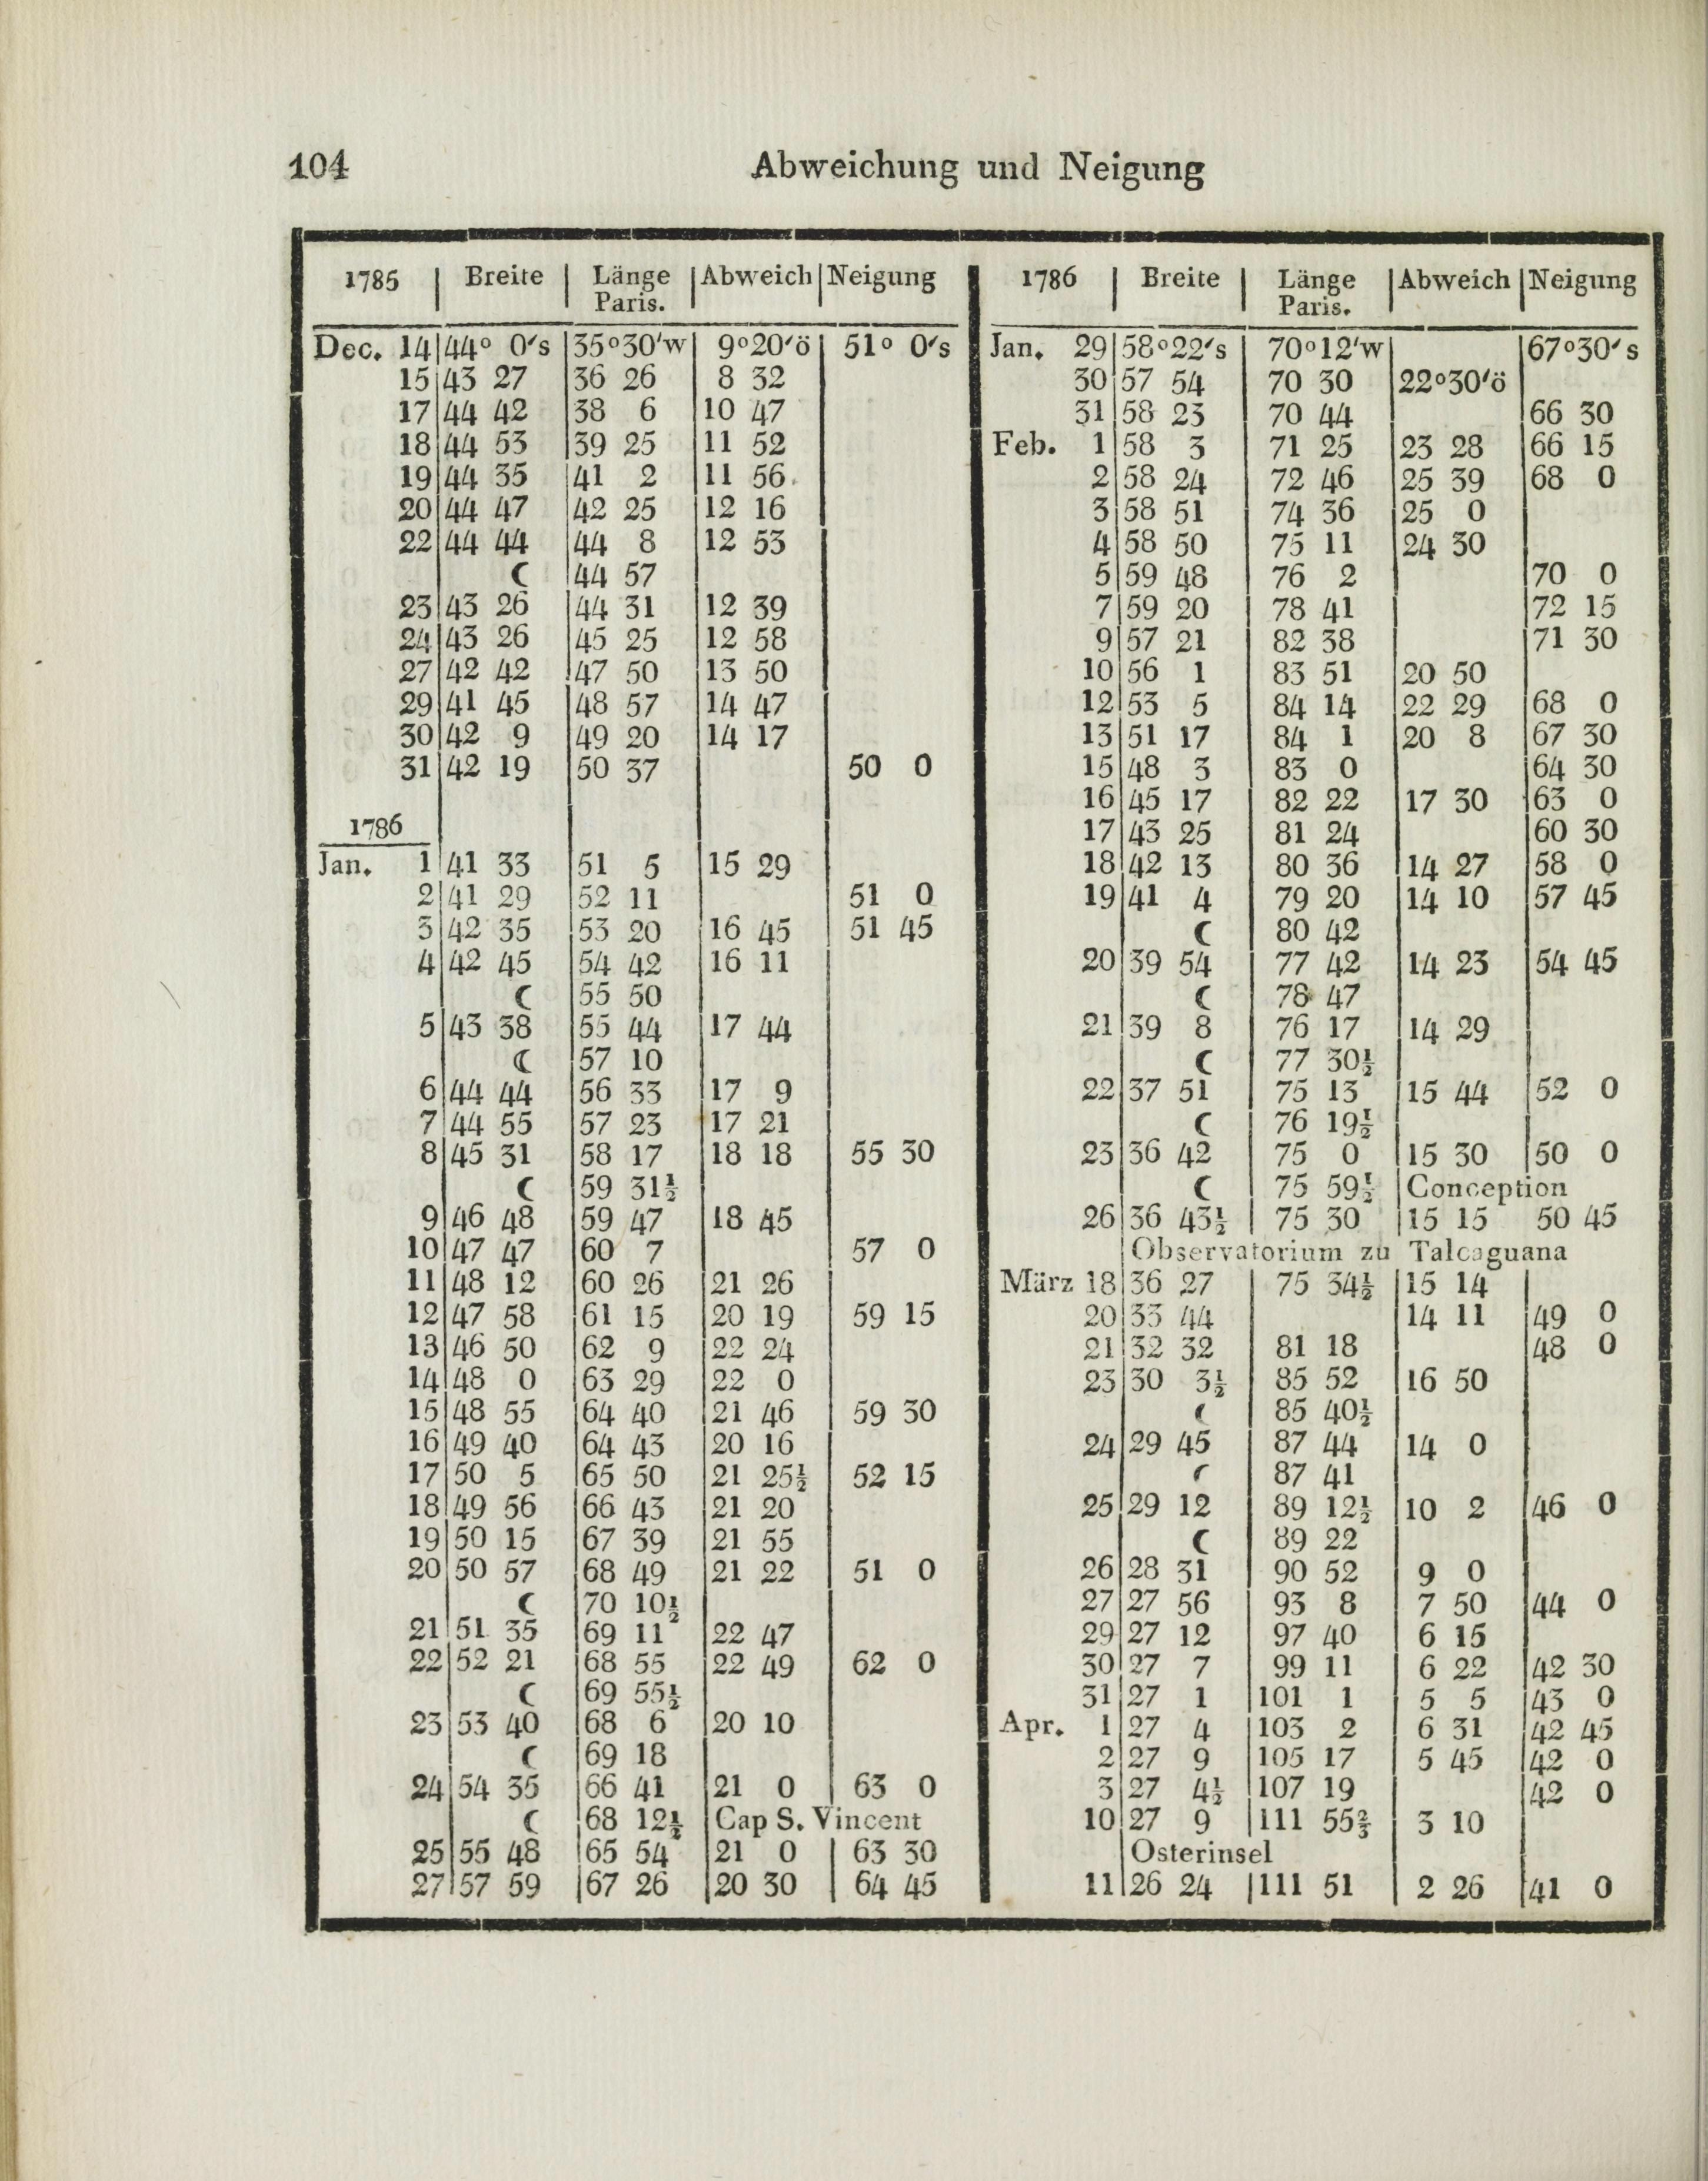 104
Abweichung und Neigung
1785 | Breite | Länge Paris. | Abweich | Neigung
Dec. 14 | 44° 0′s | 35°30′w | 9°20′ö | 51° 0′s
15 | 43 27 | 36 26 | 8 32
17 | 44 42 | 38 6 | 10 47
18 | 44 53 | 39 25 | 11 52
19 | 44 35 | 41 2 | 11 56
20 | 44 47 | 42 25 | 12 16
22 | 44 44 | 44 8 | 12 53
☾ | 44 57
23 | 43 26 | 44 31 | 12 39
24 | 43 26 | 45 25 | 12 58
27 | 42 42 | 47 50 | 13 50
29 | 41 45 | 48 57 | 14 47
30 | 42 9 | 49 20 | 14 17
31 | 42 19 | 50 37 | | 50 0
1786
Jan. 1 | 41 33 | 51 5 | 15 29
2 | 41 29 | 52 11 | | 51 0
3 | 42 35 | 53 20 | 16 45 | 51 45
4 | 42 45 | 54 42 | 16 11
☾ | 55 50
5 | 43 38 | 55 44 | 17 44
☾ | 57 10
6 | 44 44 | 56 33 | 17 9
7 | 44 55 | 57 23 | 17 21
8 | 45 31 | 58 17 | 18 18 | 55 30
☾ | 59 31½
9 | 46 48 | 59 47 | 18 45
10 | 47 47 | 60 7 | | 57 0
11 | 48 12 | 60 26 | 21 26
12 | 47 58 | 61 15 | 20 19 | 59 15
13 | 46 50 | 62 9 | 22 24
14 | 48 0 | 63 29 | 22 0
15 | 48 55 | 64 40 | 21 46 | 59 30
16 | 49 40 | 64 43 | 20 16
17 | 50 5 | 65 50 | 21 25½ | 52 15
18 | 49 56 | 66 43 | 21 20
19 | 50 15 | 67 39 | 21 55
20 | 50 57 | 68 49 | 21 22 | 51 0
☾ | 70 10½
21 | 51 35 | 69 11 | 22 47
22 | 52 21 | 68 55 | 22 49 | 62 0
☾ | 69 55½
23 | 53 40 | 68 6 | 20 10
☾ | 69 18
24 | 54 35 | 66 41 | 21 0 | 63 0
☾ | 68 12½ | Cap S. Vincent
25 | 55 48 | 65 54 | 21 0 | 63 30
27 | 57 59 | 67 26 | 20 30 | 64 45
1786 | Breite | Länge Paris. | Abweich | Neigung
Jan. 29 | 58°22′s | 70°12′w | | 67°30′s
30 | 57 54 | 70 30 | 22°30′ö
31 | 58 23 | 70 44 | | 66 30
Feb. 1 | 58 3 | 71 25 | 23 28 | 66 15
2 | 58 24 | 72 46 | 25 39 | 68 0
3 | 58 51 | 74 36 | 25 0
4 | 58 50 | 75 11 | 24 30
5 | 59 48 | 76 2 | | 70 0
7 | 59 20 | 78 41 | | 72 15
9 | 57 21 | 82 38 | | 71 30
10 | 56 1 | 83 51 | 20 50
12 | 53 5 | 84 14 | 22 29 | 68 0
13 | 51 17 | 84 1 | 20 8 | 67 30
15 | 48 3 | 83 0 | | 64 30
16 | 45 17 | 82 22 | 17 30 | 63 0
17 | 43 25 | 81 24 | | 60 30
18 | 42 13 | 80 36 | 14 27 | 58 0
19 | 41 4 | 79 20 | 14 10 | 57 45
☾ | 80 42
20 | 39 54 | 77 42 | 14 23 | 54 45
☾ | 78 47
21 | 39 8 | 76 17 | 14 29
☾ | 77 30½
22 | 37 51 | 75 13 | 15 44 | 52 0
☾ | 76 19½
23 | 36 42 | 75 0 | 15 30 | 50 0
☾ | 75 59½ | Conception
26 | 36 43½ | 75 30 | 15 15 | 50 45
Observatorium zu Talcaguana
März 18 | 36 27 | 75 34½ | 15 14
20 | 33 44 | | 14 11 | 49 0
21 | 32 32 | 81 18 | | 48 0
23 | 30 3½ | 85 52 | 16 50
☾ | 85 40½
24 | 29 45 | 87 44 | 14 0
☾ | 87 41
25 | 29 12 | 89 12½ | 10 2 | 46 0
☾ | 89 22
26 | 28 31 | 90 52 | 9 0
27 | 27 56 | 93 8 | 7 50 | 44 0
29 | 27 12 | 97 40 | 6 15
30 | 27 7 | 99 11 | 6 22 | 42 30
31 | 27 1 | 101 1 | 5 5 | 43 0
Apr. 1 | 27 4 | 103 2 | 6 31 | 42 45
2 | 27 9 | 105 17 | 5 45 | 42 0
3 | 27 4½ | 107 19 | | 42 0
10 | 27 9 | 111 55⅔ | 3 10
Osterinsel
11 | 26 24 | 111 51 | 2 26 | 41 0